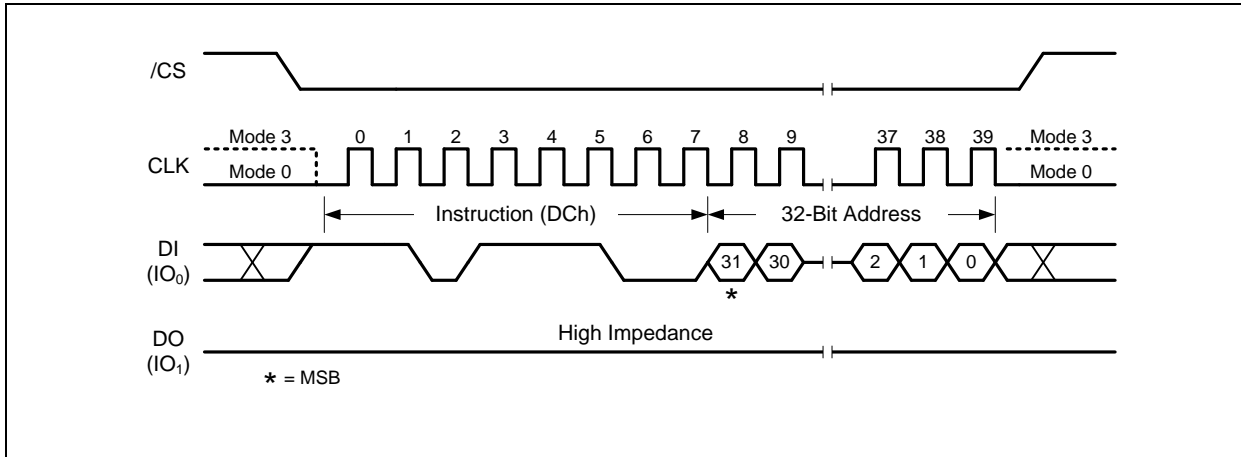 /CS
Mode 3 0 1 2 3 4 5 6 7 8 9 37 38 39 Mode 3
CLK
Mode 0 Mode 0
Instruction (DCh) 32-Bit Address
DI
(IO₀)
31 30 2 1 0
*
High Impedance
DO
(IO₁)
* = MSB